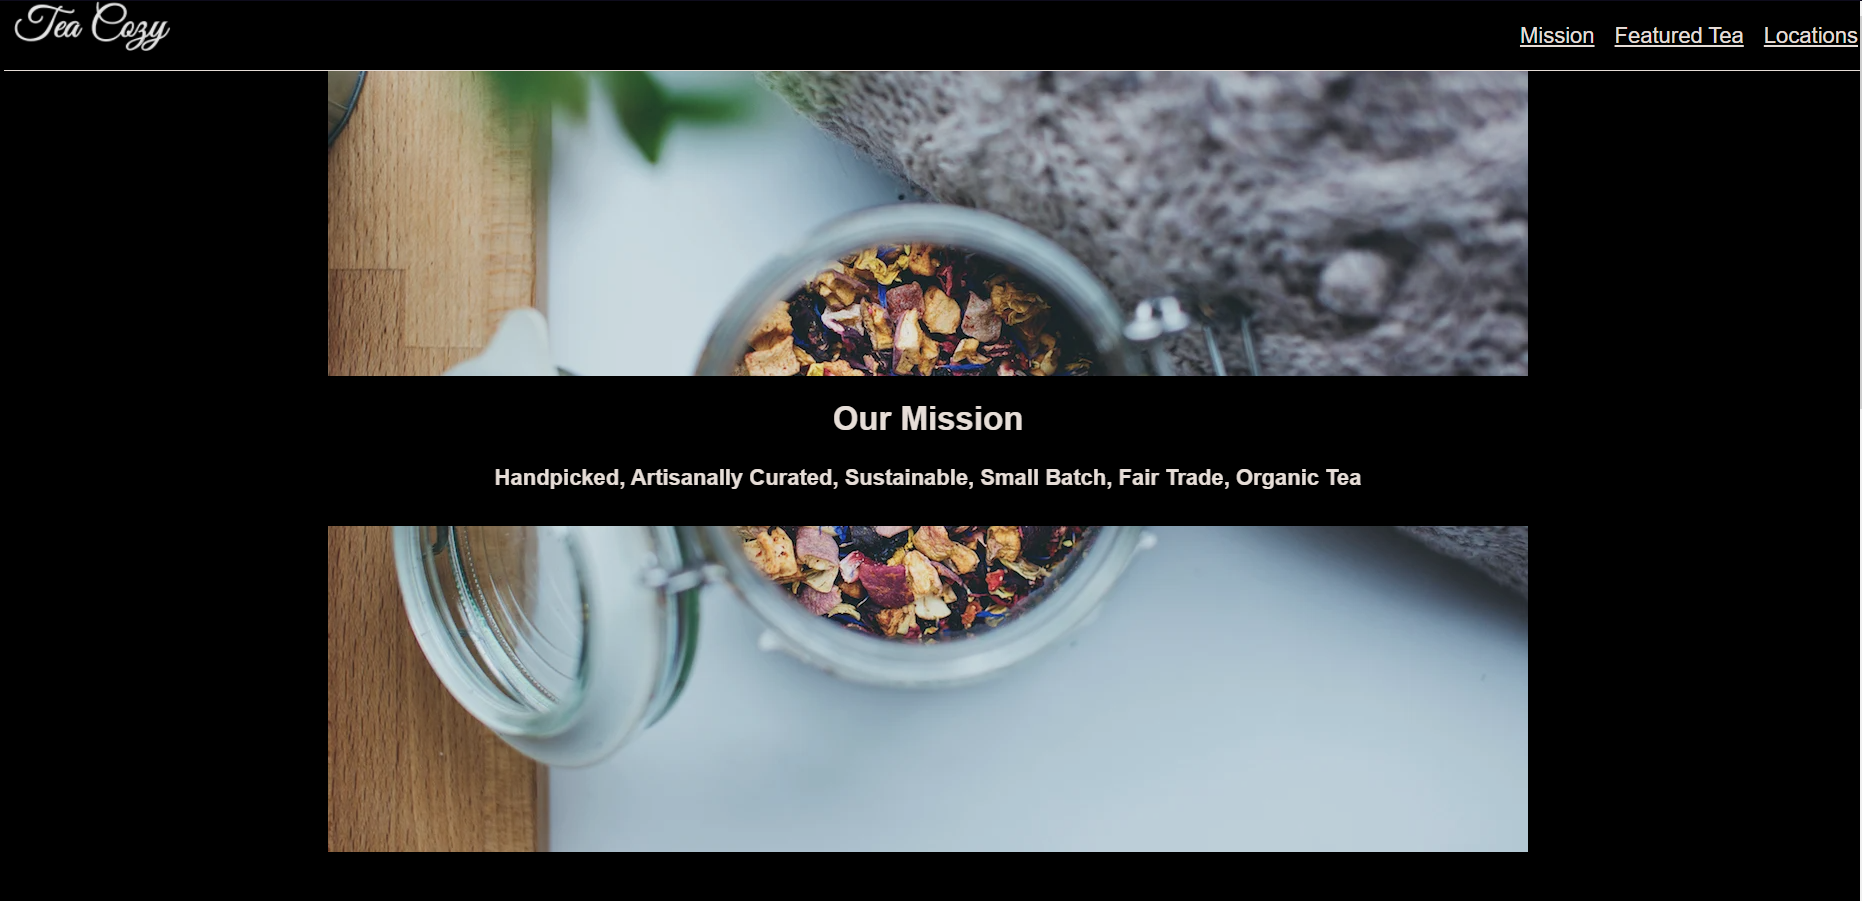 Tea Cozy
Mission Featured Tea Locations
Our Mission
Handpicked, Artisanally Curated, Sustainable, Small Batch, Fair Trade, Organic Tea